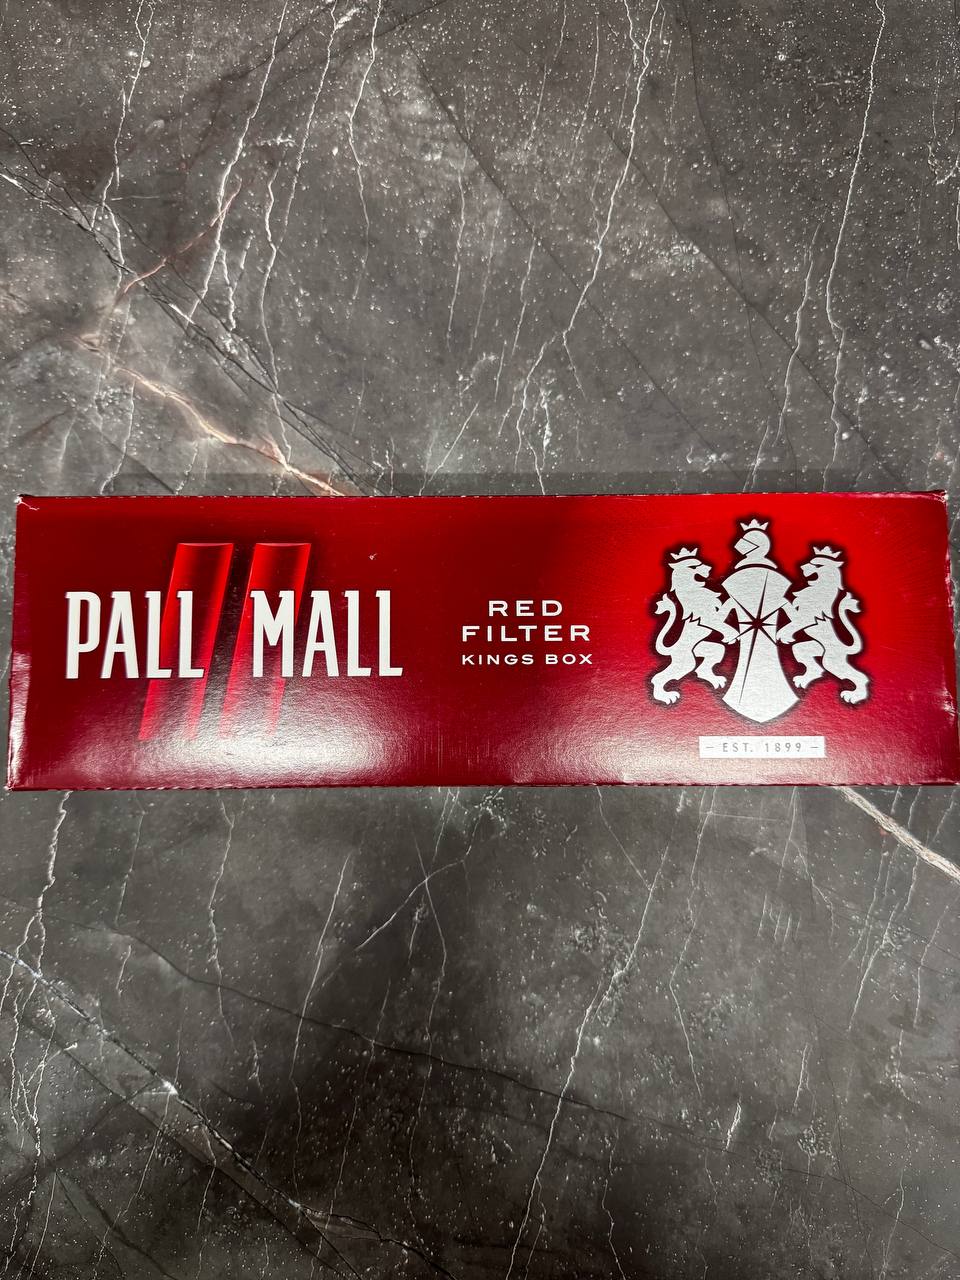 PALL MALL
RED
FILTER
KINGS BOX
– EST. 1899 –